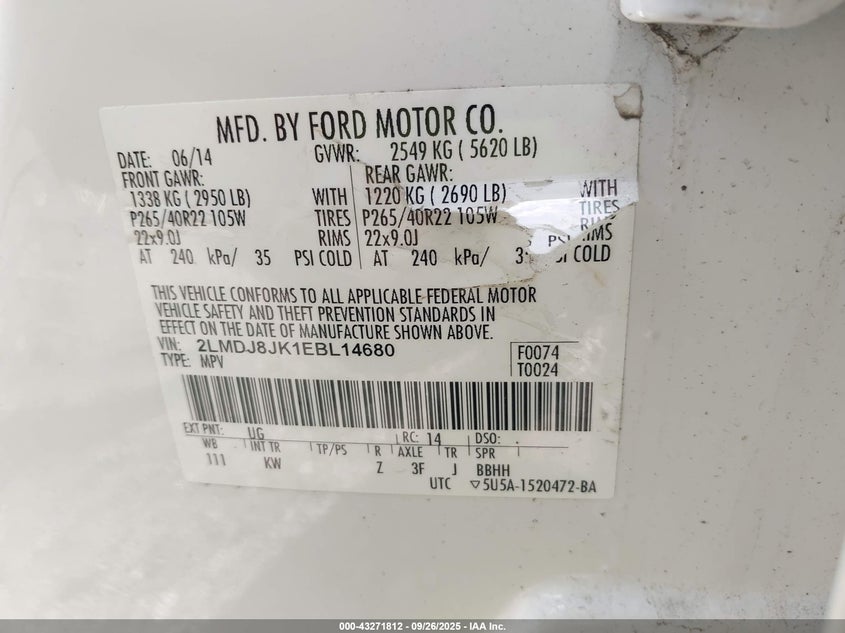 MFD. BY FORD MOTOR CO.
DATE: 06/14 GVWR: 2549 KG ( 5620 LB)
FRONT GAWR: REAR GAWR:
1338 KG ( 2950 LB) WITH 1220 KG ( 2690 LB) WITH
P265/40R22 105W TIRES P265/40R22 105W TIRES
22x9.0J RIMS 22x9.0J RIMS
AT 240 kPa/ 35 PSI COLD AT 240 kPa/ COLD
THIS VEHICLE CONFORMS TO ALL APPLICABLE FEDERAL MOTOR
VEHICLE SAFETY AND THEFT PREVENTION STANDARDS IN
EFFECT ON THE DATE OF MANUFACTURE SHOWN ABOVE.
VIN: 2LMDJ8JK1EBL14680 F0074
TYPE: MPV T0024
EXT PNT: UG RC: 14 DSO:
WB INT TR TP/PS R AXLE TR SPR
111 KW Z 3F J BBHH
UTC ▽5U5A-1520472-BA
000-43271812 - 09/26/2025 - IAA Inc.